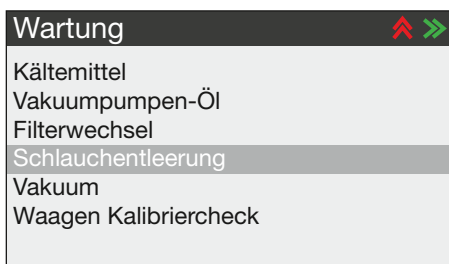 Wartung
Kältemittel
Vakuumpumpen-Öl
Filterwechsel
Schlauchentleerung
Vakuum
Waagen Kalibriercheck